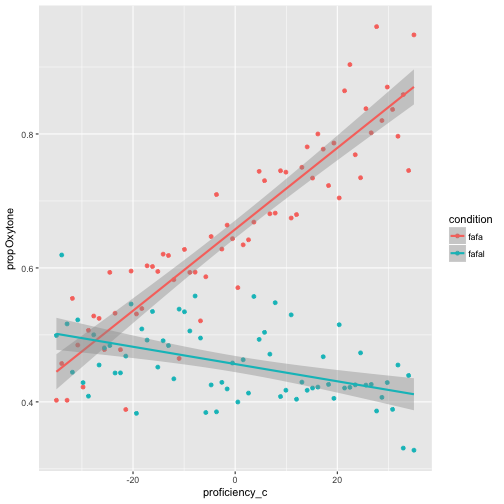 propOxytone
0.8
0.6
0.4
-20
0
20
proficiency_c
condition
fafa
fafal